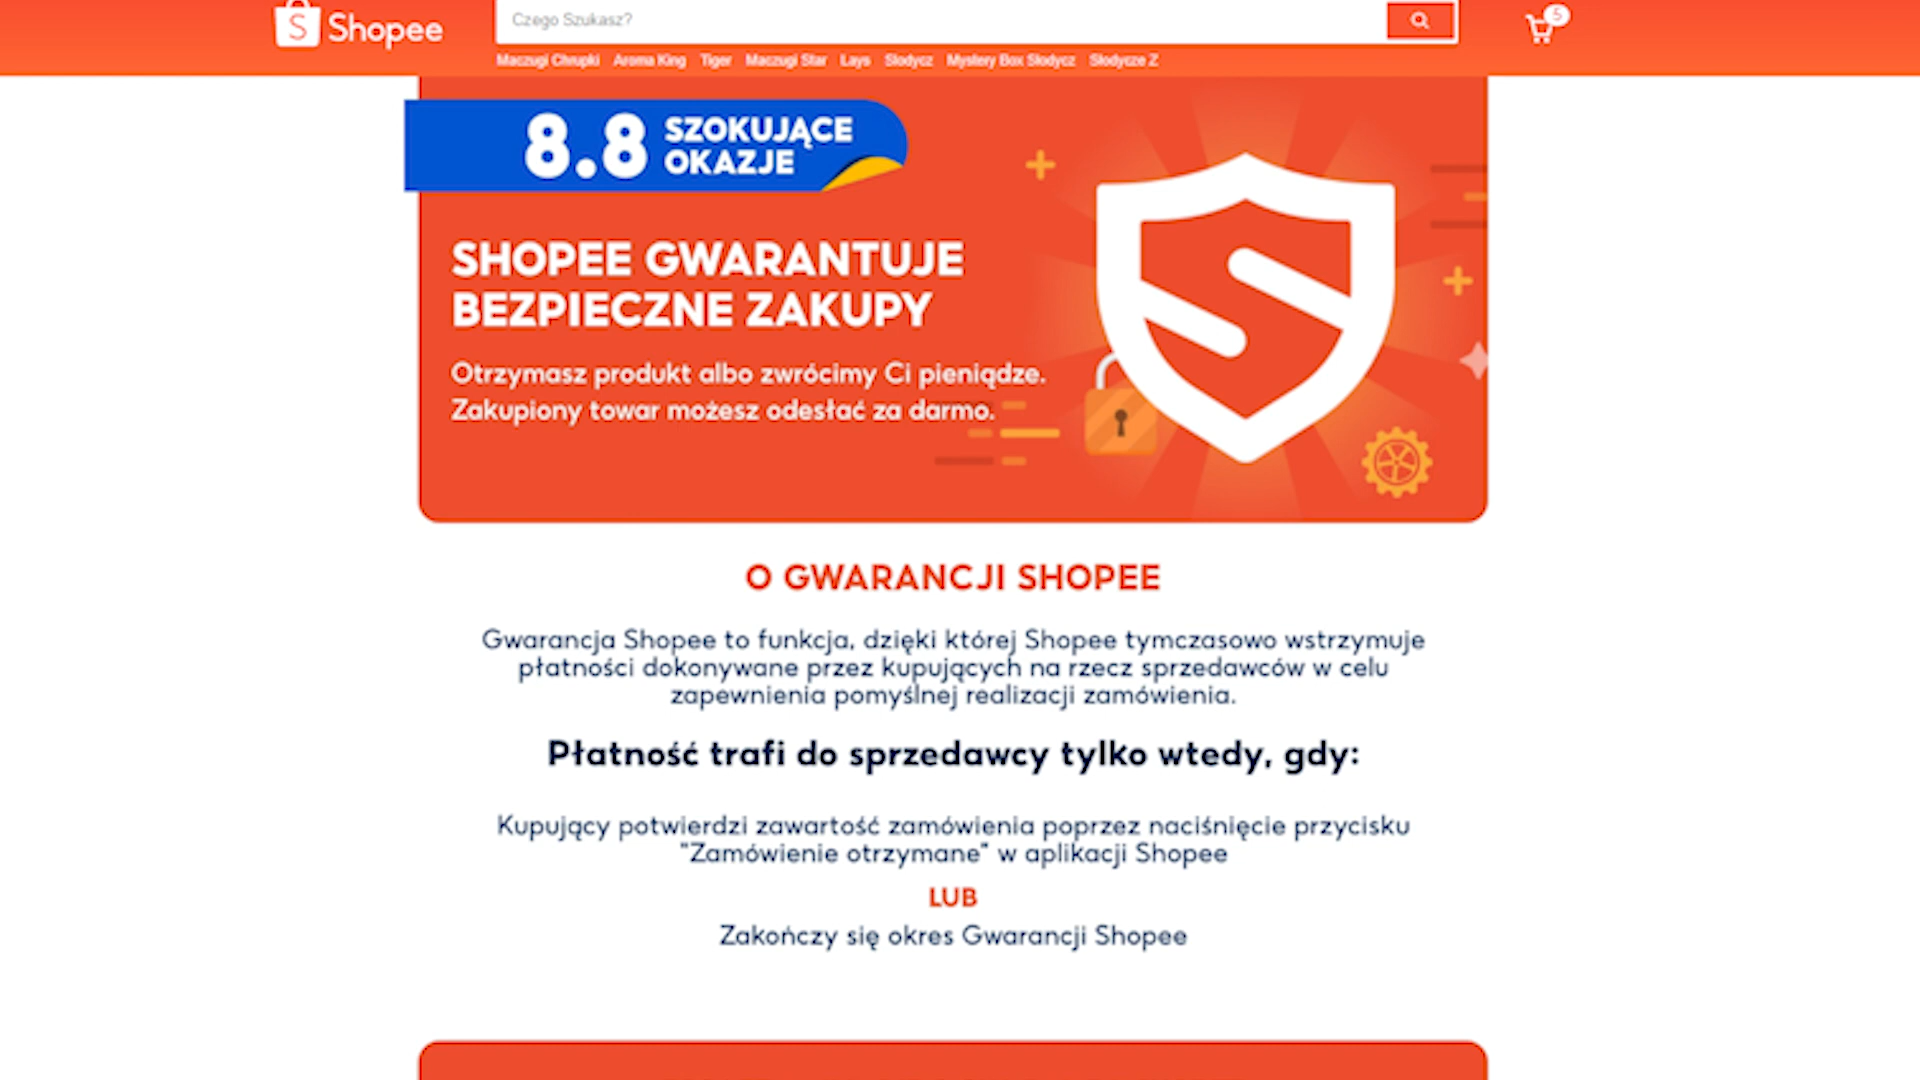 Shopee
Czego Szukasz?
5
Maczugi Chrupki Aroma King Tiger Maczugi Star Lays Słodycz Mystery Box Słodycz Słodycze Z
8.8 SZOKUJĄCE
OKAZJE
SHOPEE GWARANTUJE
BEZPIECZNE ZAKUPY
Otrzymasz produkt albo zwrócimy Ci pieniądze.
Zakupiony towar możesz odesłać za darmo.
O GWARANCJI SHOPEE
Gwarancja Shopee to funkcja, dzięki której Shopee tymczasowo wstrzymuje
płatności dokonywane przez kupujących na rzecz sprzedawców w celu
zapewnienia pomyślnej realizacji zamówienia.
Płatność trafi do sprzedawcy tylko wtedy, gdy:
Kupujący potwierdzi zawartość zamówienia poprzez naciśnięcie przycisku
"Zamówienie otrzymane" w aplikacji Shopee
LUB
Zakończy się okres Gwarancji Shopee